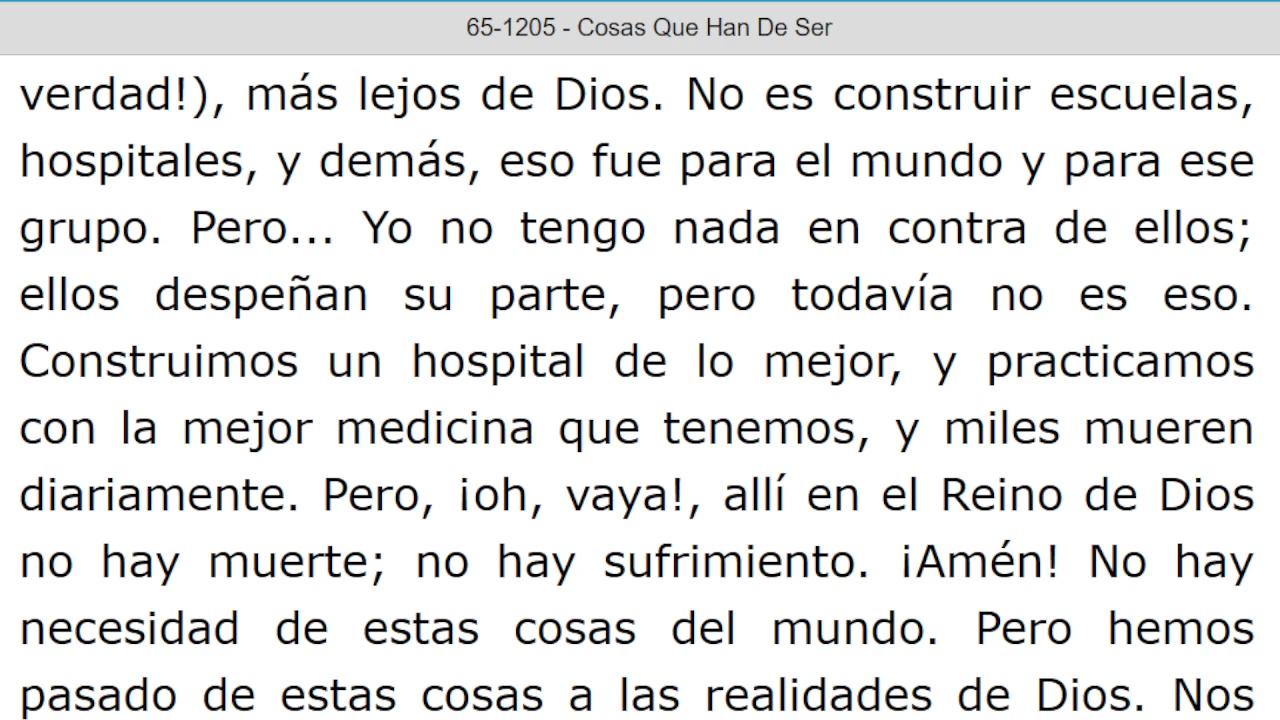 65-1205 - Cosas Que Han De Ser
verdad!), más lejos de Dios. No es construir escuelas,
hospitales, y demás, eso fue para el mundo y para ese
grupo. Pero... Yo no tengo nada en contra de ellos;
ellos despeñan su parte, pero todavía no es eso.
Construimos un hospital de lo mejor, y practicamos
con la mejor medicina que tenemos, y miles mueren
diariamente. Pero, ¡oh, vaya!, allí en el Reino de Dios
no hay muerte; no hay sufrimiento. ¡Amén! No hay
necesidad de estas cosas del mundo. Pero hemos
pasado de estas cosas a las realidades de Dios. Nos